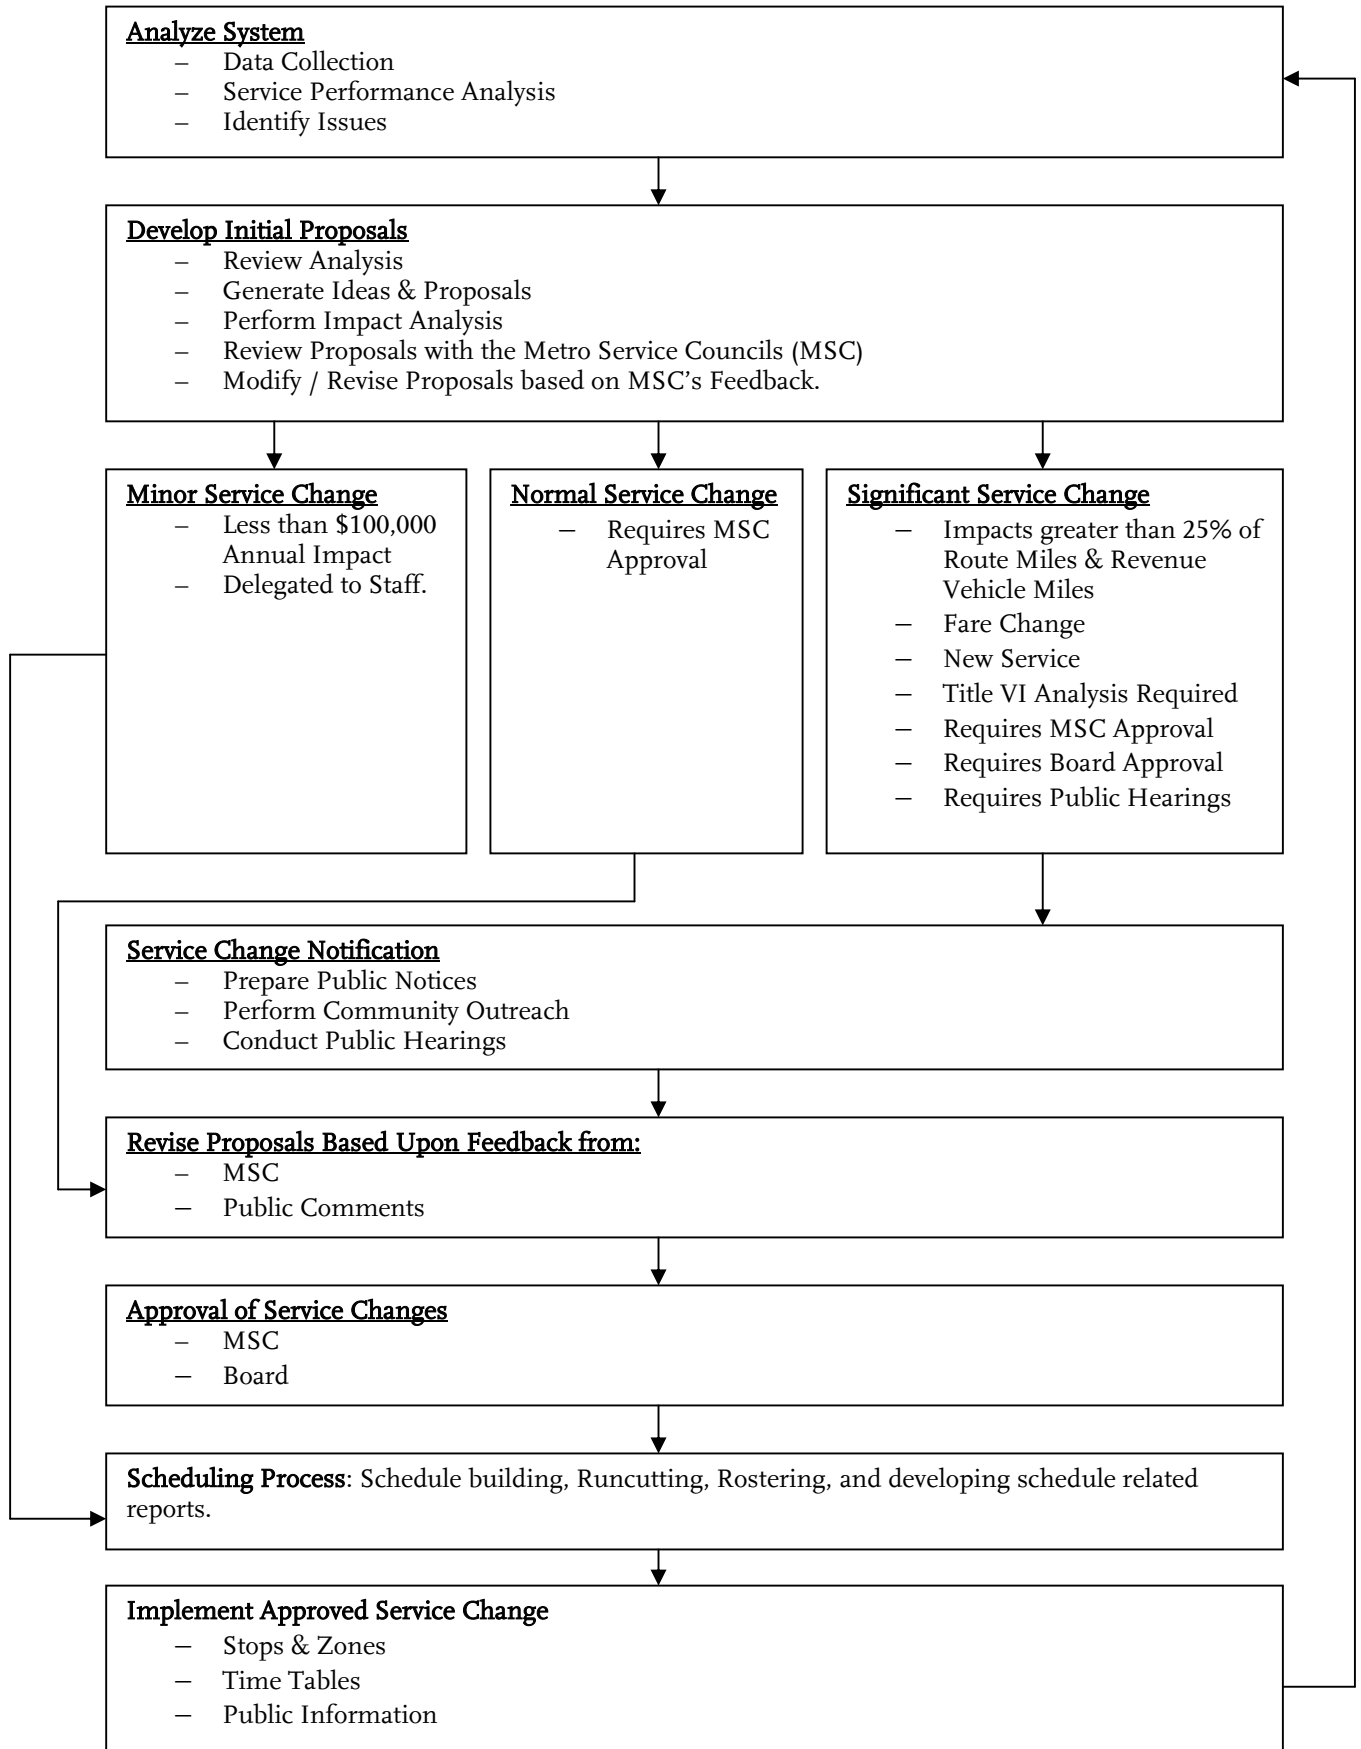 Analyze System
– Data Collection
– Service Performance Analysis
– Identify Issues
Develop Initial Proposals
– Review Analysis
– Generate Ideas & Proposals
– Perform Impact Analysis
– Review Proposals with the Metro Service Councils (MSC)
– Modify / Revise Proposals based on MSC’s Feedback.
Minor Service Change
– Less than $100,000
Annual Impact
– Delegated to Staff.
Normal Service Change
– Requires MSC
Approval
Significant Service Change
– Impacts greater than 25% of
Route Miles & Revenue
Vehicle Miles
– Fare Change
– New Service
– Title VI Analysis Required
– Requires MSC Approval
– Requires Board Approval
– Requires Public Hearings
Service Change Notification
– Prepare Public Notices
– Perform Community Outreach
– Conduct Public Hearings
Revise Proposals Based Upon Feedback from:
– MSC
– Public Comments
Approval of Service Changes
– MSC
– Board
Scheduling Process: Schedule building, Runcutting, Rostering, and developing schedule related
reports.
Implement Approved Service Change
– Stops & Zones
– Time Tables
– Public Information